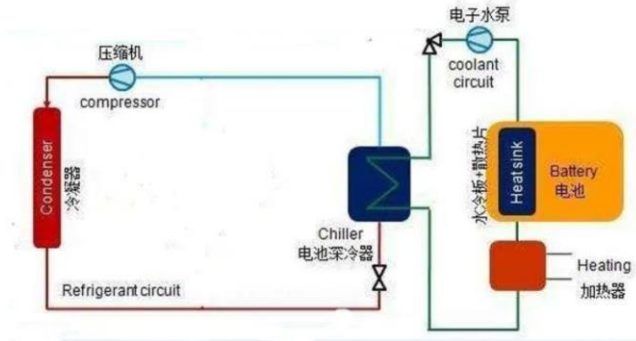 电子水泵
coolant
circuit
压缩机
compressor
Condenser
冷凝器
水冷板+散热片
Heat sink
Battery
电池
Chiller
电池深冷器
Refrigerant circuit
Heating
加热器